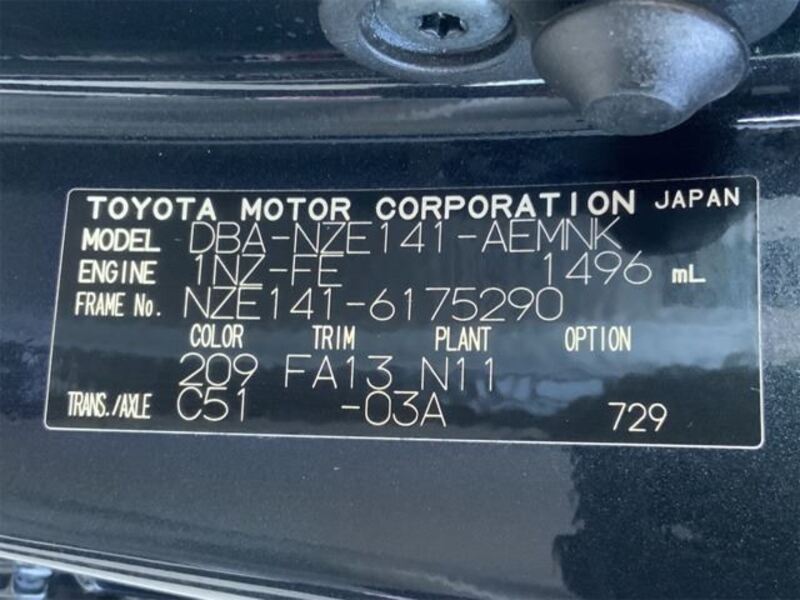 TOYOTA MOTOR CORPORATION JAPAN
MODEL DBA-NZE141-AEMNK
ENGINE 1NZ-FE 1496 mL
FRAME No. NZE141-6175290
COLOR TRIM PLANT OPTION
209 FA13 N11
TRANS./AXLE C51 -03A 729